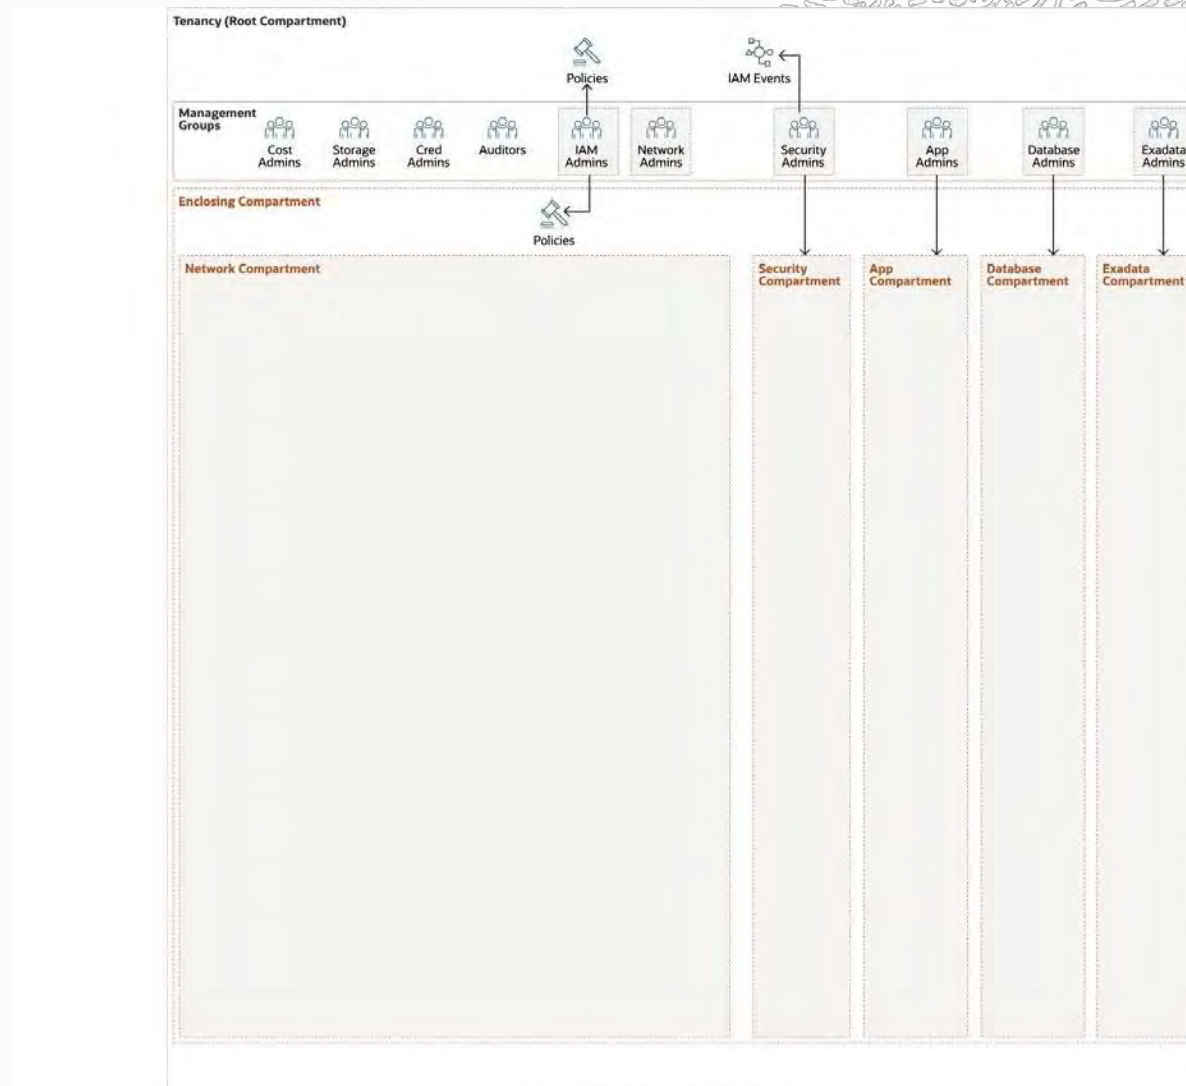 Tenancy (Root Compartment)
Policies
IAM Events
Management
Groups
Cost
Admins
Storage
Admins
Cred
Admins
Auditors
IAM
Admins
Network
Admins
Security
Admins
App
Admins
Database
Admins
Exadata
Admins
Enclosing Compartment
Policies
Network Compartment
Security
Compartment
App
Compartment
Database
Compartment
Exadata
Compartment